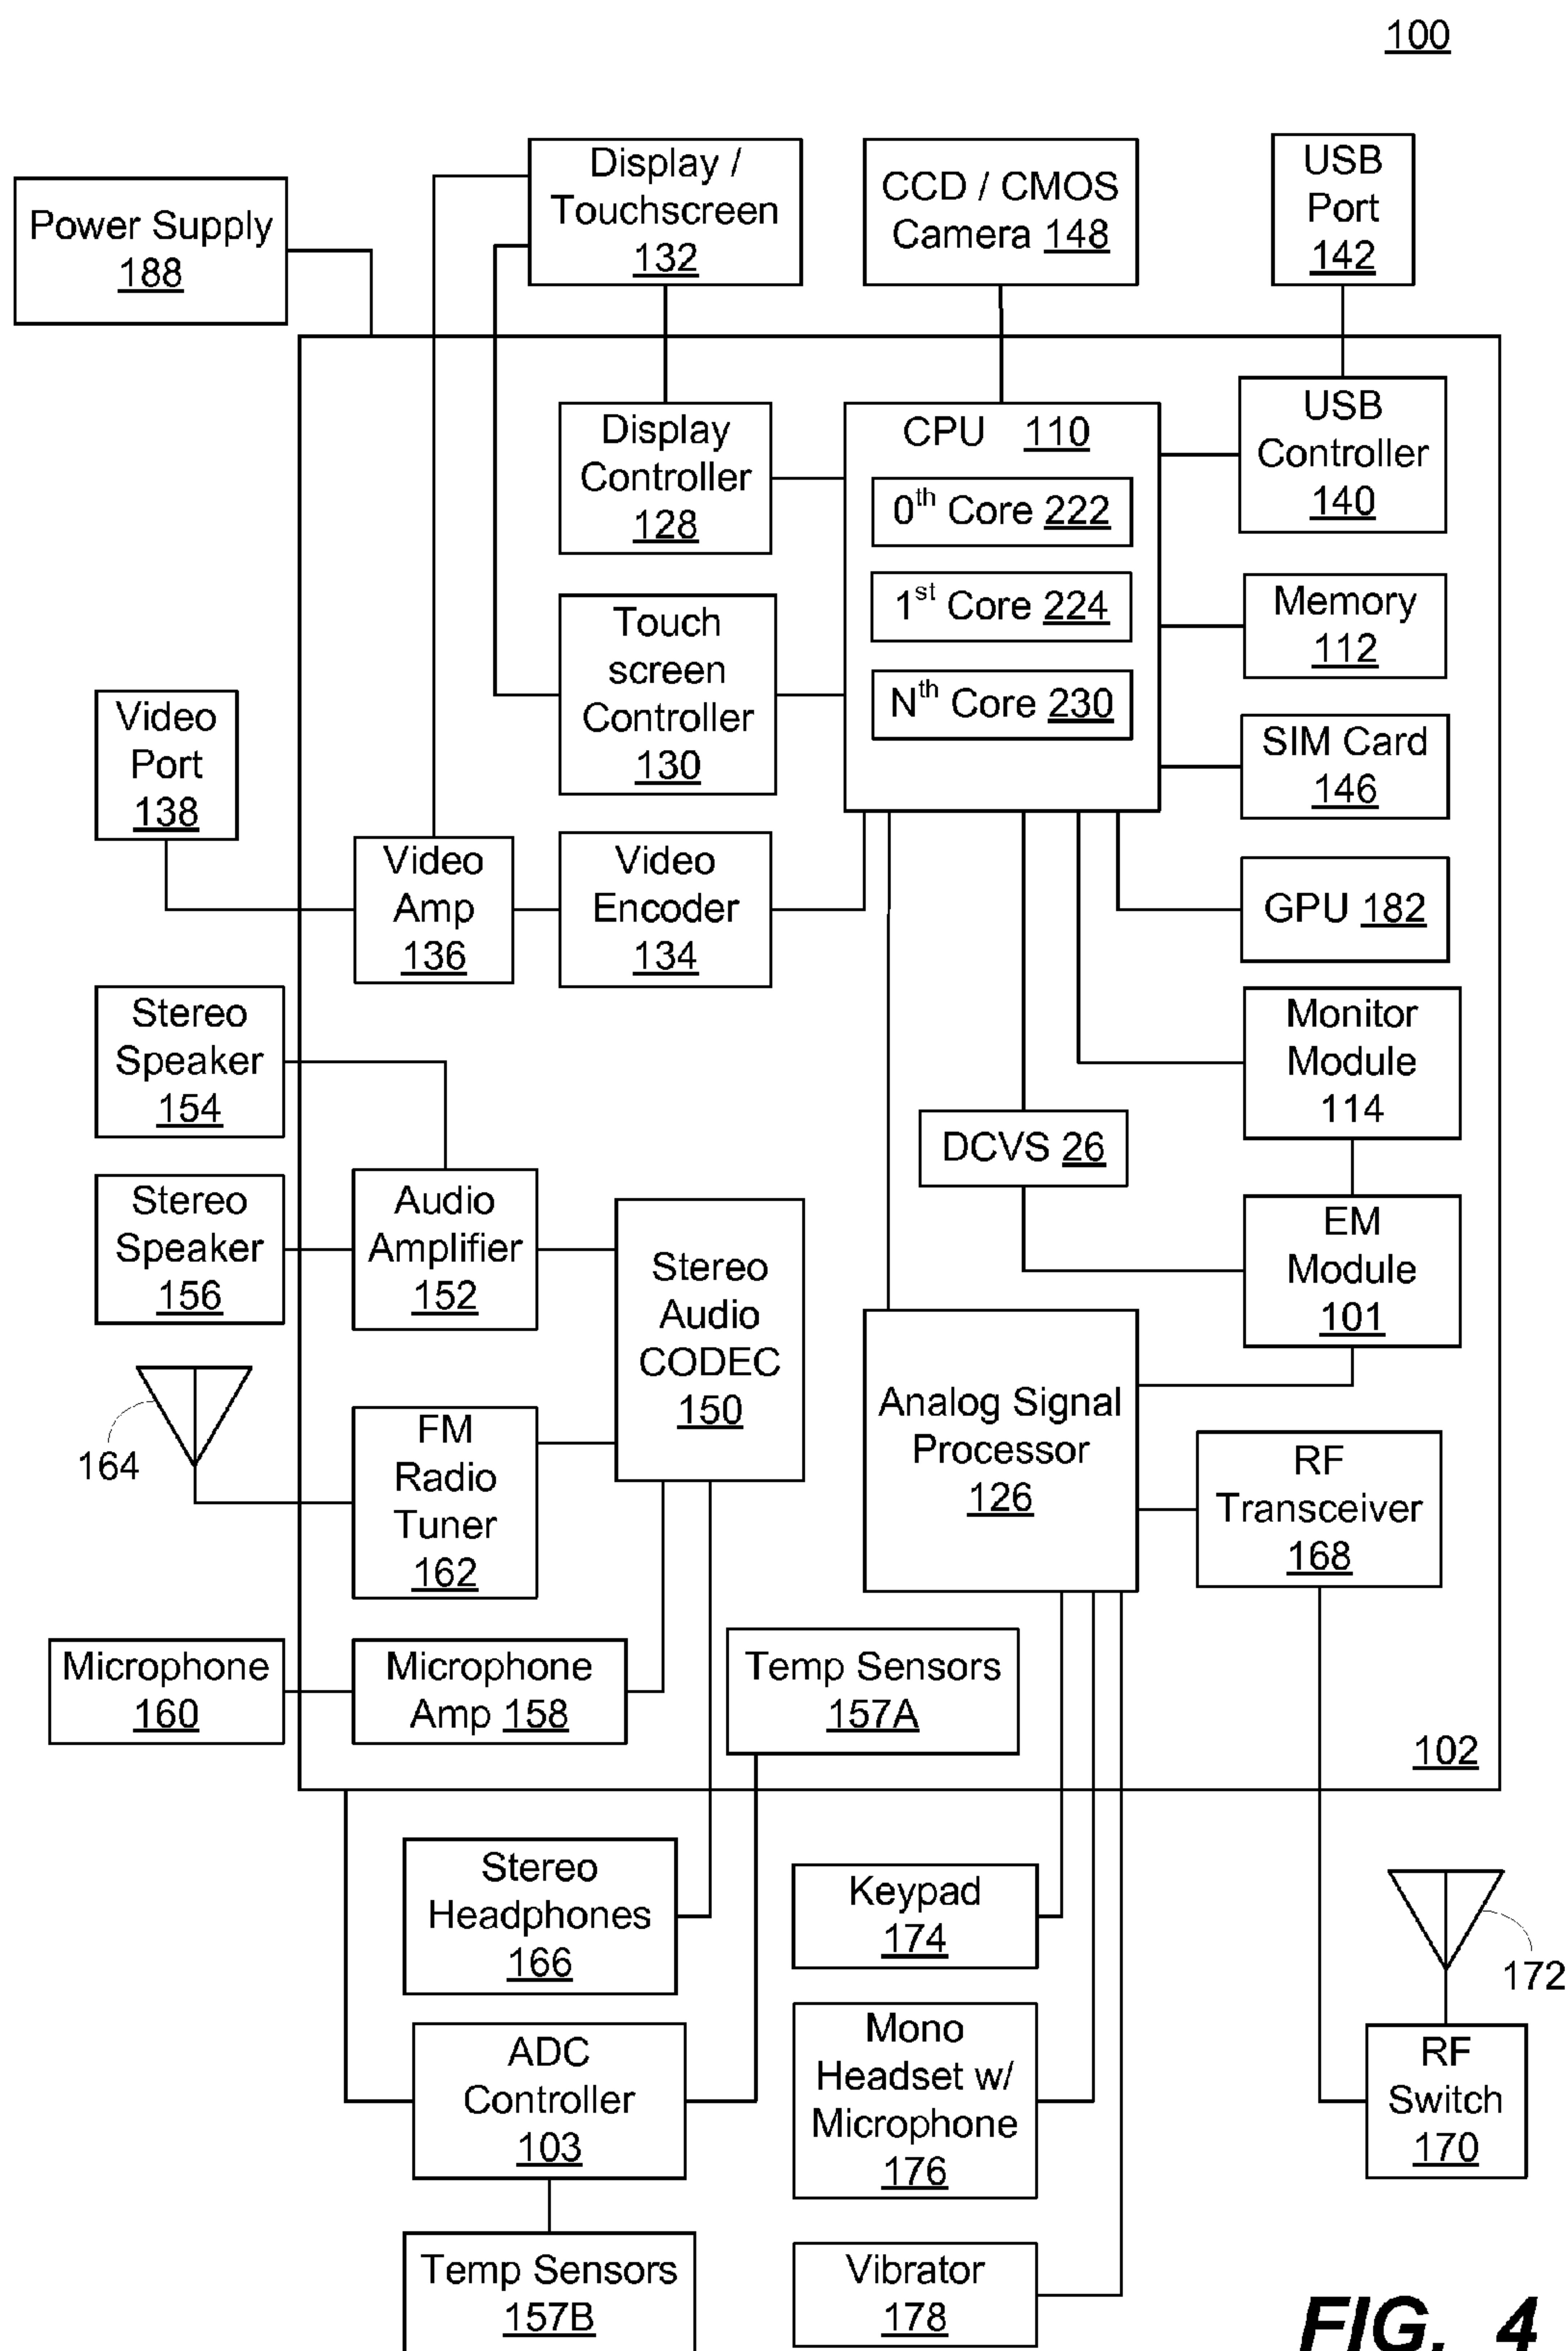 100
Power Supply
188
Display /
Touchscreen
132
CCD / CMOS
Camera 148
USB
Port
142
Display
Controller
128
CPU 110
0th Core 222
1st Core 224
Nth Core 230
USB
Controller
140
Touch
screen
Controller
130
Memory
112
SIM Card
146
Video
Port
138
Video
Amp
136
Video
Encoder
134
GPU 182
Stereo
Speaker
154
Monitor
Module
114
DCVS 26
Stereo
Speaker
156
Audio
Amplifier
152
Stereo
Audio
CODEC
150
EM
Module
101
164
FM
Radio
Tuner
162
Analog Signal
Processor
126
RF
Transceiver
168
Microphone
160
Microphone
Amp 158
Temp Sensors
157A
102
Stereo
Headphones
166
Keypad
174
172
ADC
Controller
103
Mono
Headset w/
Microphone
176
RF
Switch
170
Temp Sensors
157B
Vibrator
178
FIG. 4